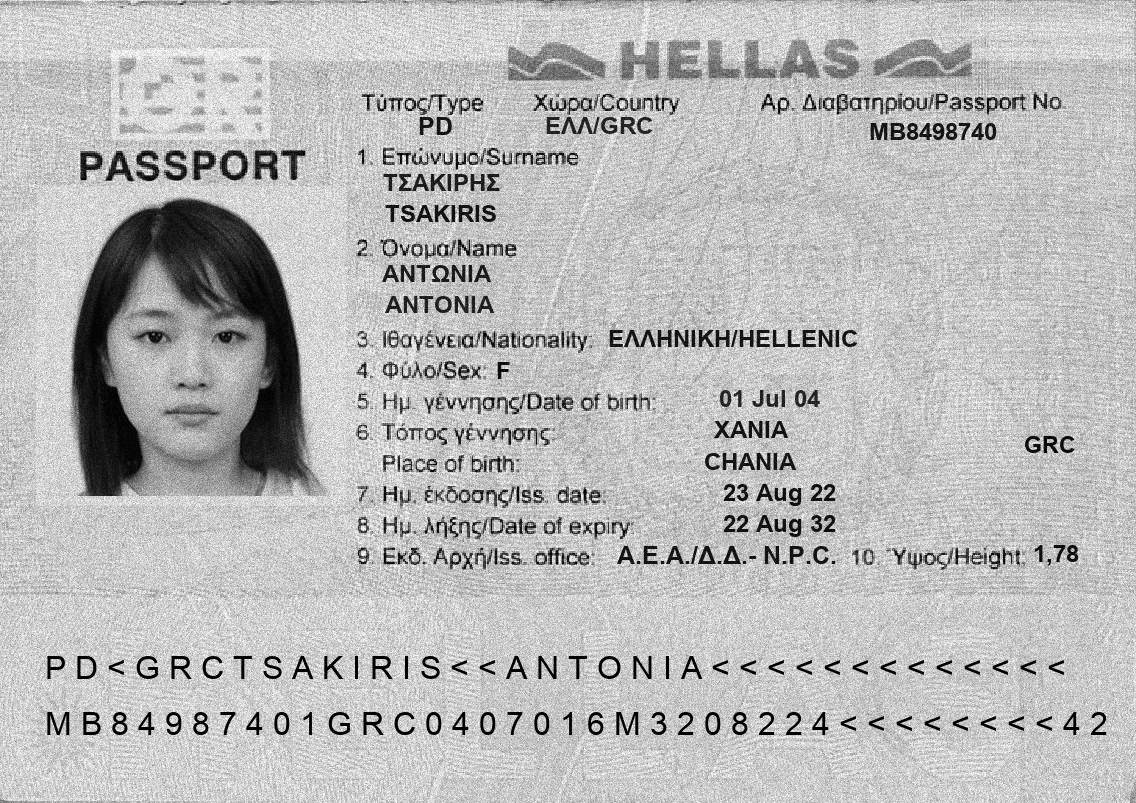 HELLAS
PASSPORT
Τύπος/Type Χώρα/Country Αρ. Διαβατηρίου/Passport No.
PD ΕΛΛ/GRC MB8498740
1. Επώνυμο/Surname
ΤΣΑΚΙΡΗΣ
TSAKIRIS
2. Όνομα/Name
ΑΝΤΩΝΙΑ
ANTONIA
3. Ιθαγένεια/Nationality: ΕΛΛΗΝΙΚΗ/HELLENIC
4. Φύλο/Sex: F
5. Ημ. γέννησης/Date of birth: 01 Jul 04
6. Τόπος γέννησης: ΧΑΝΙΑ
GRC
Place of birth: CHANIA
7. Ημ. έκδοσης/Iss. date: 23 Aug 22
8. Ημ. λήξης/Date of expiry: 22 Aug 32
9. Εκδ. Αρχή/Iss. office: Α.Ε.Α./Δ.Δ.- N.P.C. 10. Ύψος/Height: 1,78
PD<GRCTSAKIRIS<<ANTONIA<<<<<<<<<<<<<
MB84987401GRC0407016M3208224<<<<<<<<42